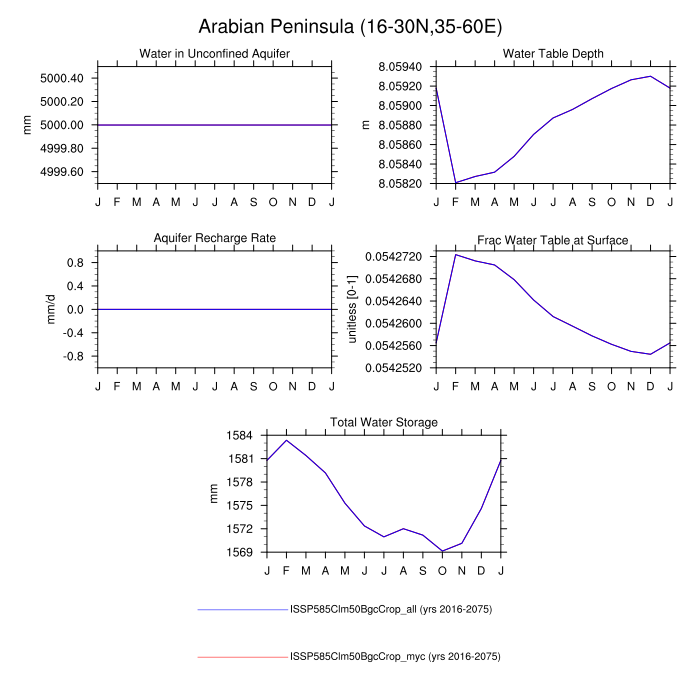 Arabian Peninsula (16-30N,35-60E)
Water in Unconfined Aquifer
mm
5000.40
5000.20
5000.00
4999.80
4999.60
J F M A M J J A S O N D J
Water Table Depth
m
8.05940
8.05920
8.05900
8.05880
8.05860
8.05840
8.05820
J F M A M J J A S O N D J
Aquifer Recharge Rate
mm/d
0.8
0.4
0.0
-0.4
-0.8
J F M A M J J A S O N D J
Frac Water Table at Surface
unitless [0-1]
0.0542720
0.0542680
0.0542640
0.0542600
0.0542560
0.0542520
J F M A M J J A S O N D J
Total Water Storage
mm
1584
1581
1578
1575
1572
1569
J F M A M J J A S O N D J
ISSP585Clm50BgcCrop_all (yrs 2016-2075)
ISSP585Clm50BgcCrop_myc (yrs 2016-2075)